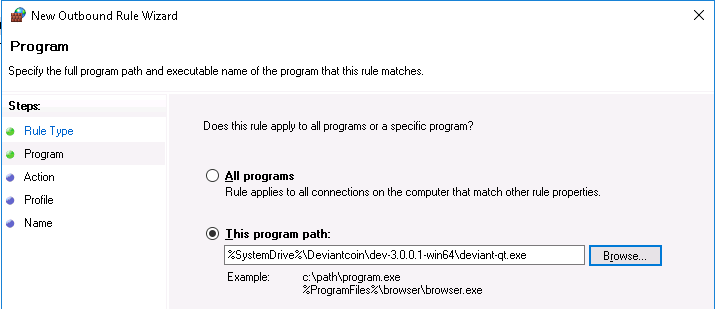 New Outbound Rule Wizard
Program
Specify the full program path and executable name of the program that this rule matches.
Steps:
Rule Type
Program
Action
Profile
Name
Does this rule apply to all programs or a specific program?
All programs
Rule applies to all connections on the computer that match other rule properties.
This program path:
%SystemDrive%\Deviantcoin\dev-3.0.0.1-win64\deviant-qt.exe
Browse...
Example: c:\path\program.exe
%ProgramFiles%\browser\browser.exe